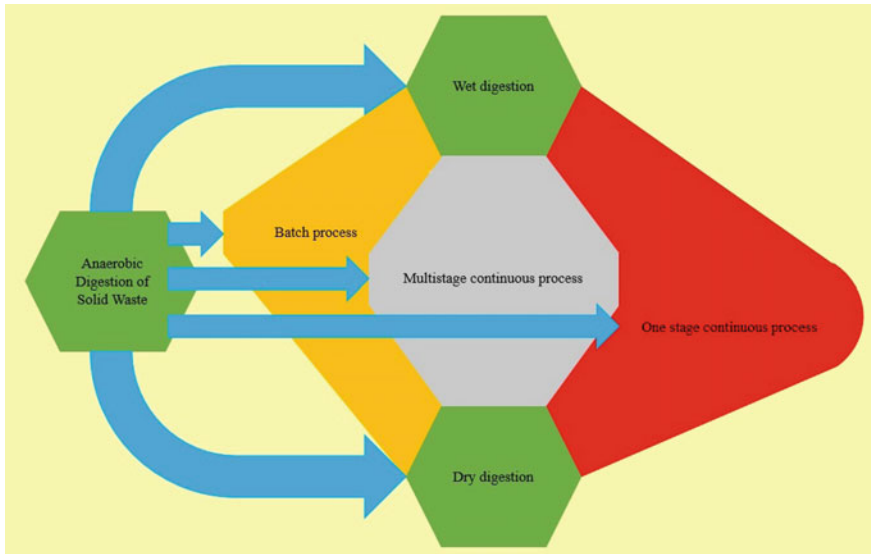 Wet digestion
Batch process
Anaerobic
Digestion of
Solid Waste
Multistage continuous process
One stage continuous process
Dry digestion